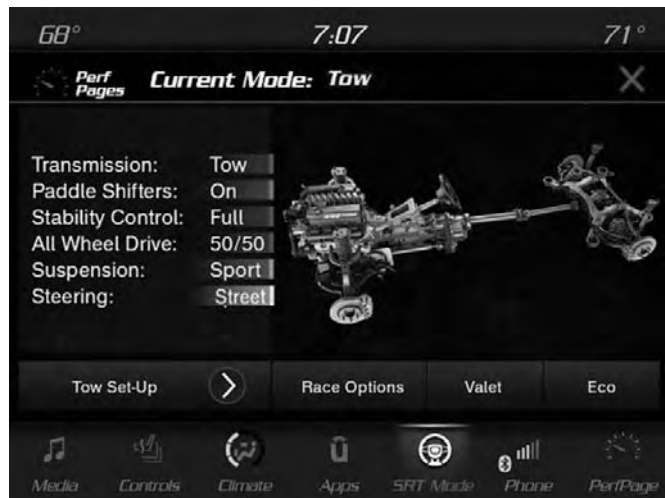 68° 7:07 71°
Perf Pages Current Mode: Tow
Transmission: Tow
Paddle Shifters: On
Stability Control: Full
All Wheel Drive: 50/50
Suspension: Sport
Steering: Street
Tow Set-Up Race Options Valet Eco
Media Controls Climate Apps SRT Mode Phone PerfPage